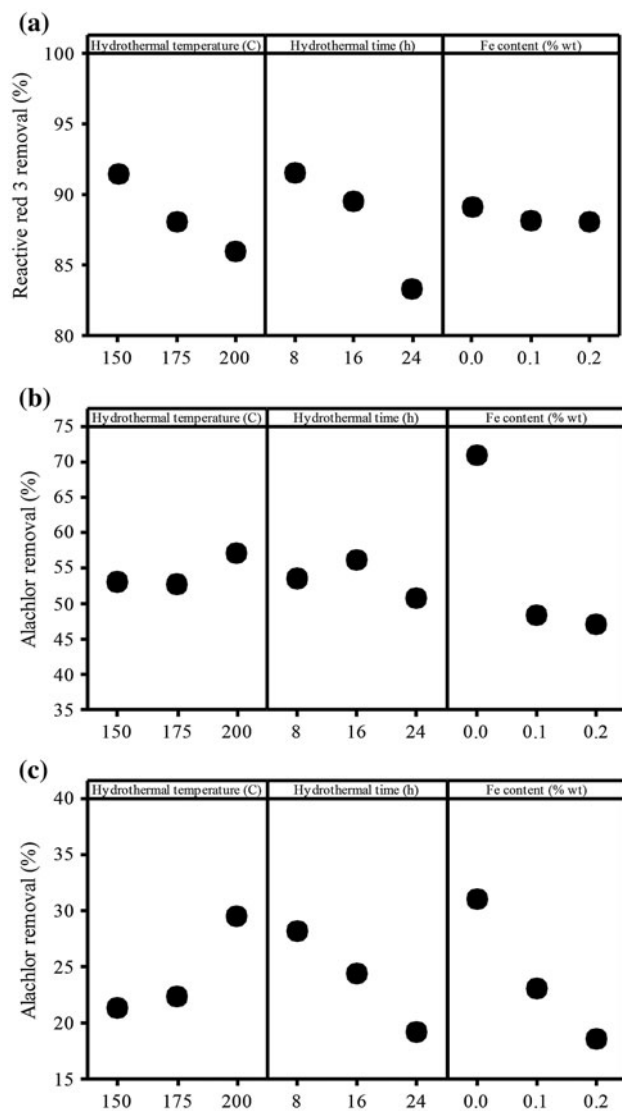 (a)
Hydrothermal temperature (C) Hydrothermal time (h) Fe content (% wt)
Reactive red 3 removal (%)
100
95
90
85
80
150 175 200 8 16 24 0.0 0.1 0.2
(b)
Hydrothermal temperature (C) Hydrothermal time (h) Fe content (% wt)
Alachlor removal (%)
75
70
65
60
55
50
45
40
35
150 175 200 8 16 24 0.0 0.1 0.2
(c)
Hydrothermal temperature (C) Hydrothermal time (h) Fe content (% wt)
Alachlor removal (%)
40
35
30
25
20
15
150 175 200 8 16 24 0.0 0.1 0.2